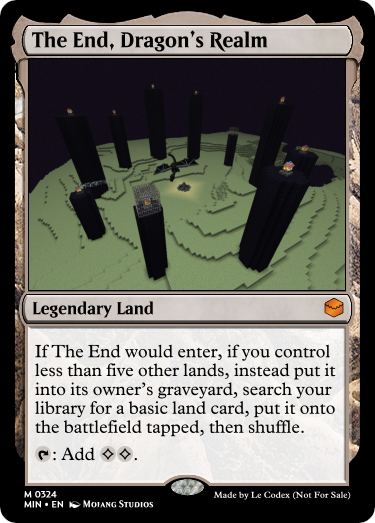 The End, Dragon's Realm
Legendary Land
If The End would enter, if you control
less than five other lands, instead put it
into its owner's graveyard, search your
library for a basic land card, put it onto
the battlefield tapped, then shuffle.
: Add .
M 0324
MIN • EN Mojang Studios
Made by Le Codex (Not For Sale)